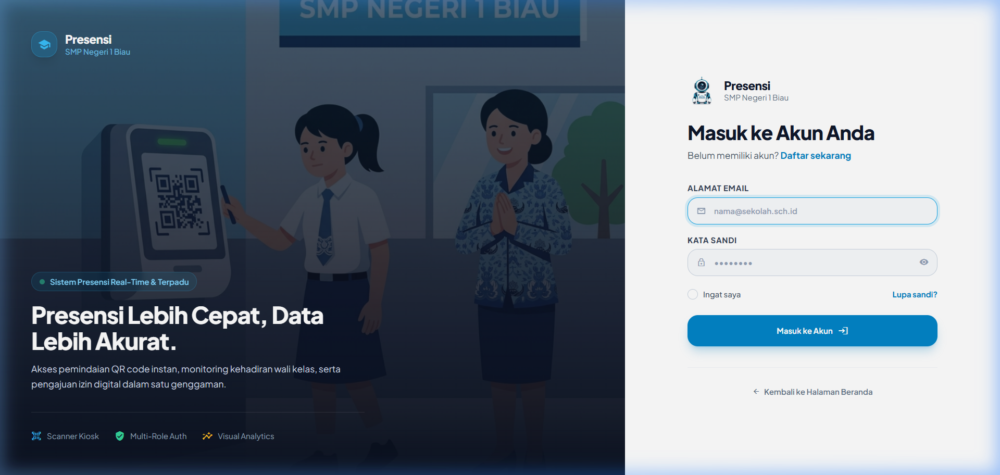 SMP NEGERI 1 BIAU
Presensi
SMP Negeri 1 Biau
Sistem Presensi Real-Time & Terpadu
Presensi Lebih Cepat, Data
Lebih Akurat.
Akses pemindaian QR code instan, monitoring kehadiran wali kelas, serta
pengajuan izin digital dalam satu genggaman.
Scanner Kiosk
Multi-Role Auth
Visual Analytics
Presensi
SMP Negeri 1 Biau
Masuk ke Akun Anda
Belum memiliki akun? Daftar sekarang
ALAMAT EMAIL
nama@sekolah.sch.id
KATA SANDI
••••••••
Ingat saya
Lupa sandi?
Masuk ke Akun
Kembali ke Halaman Beranda